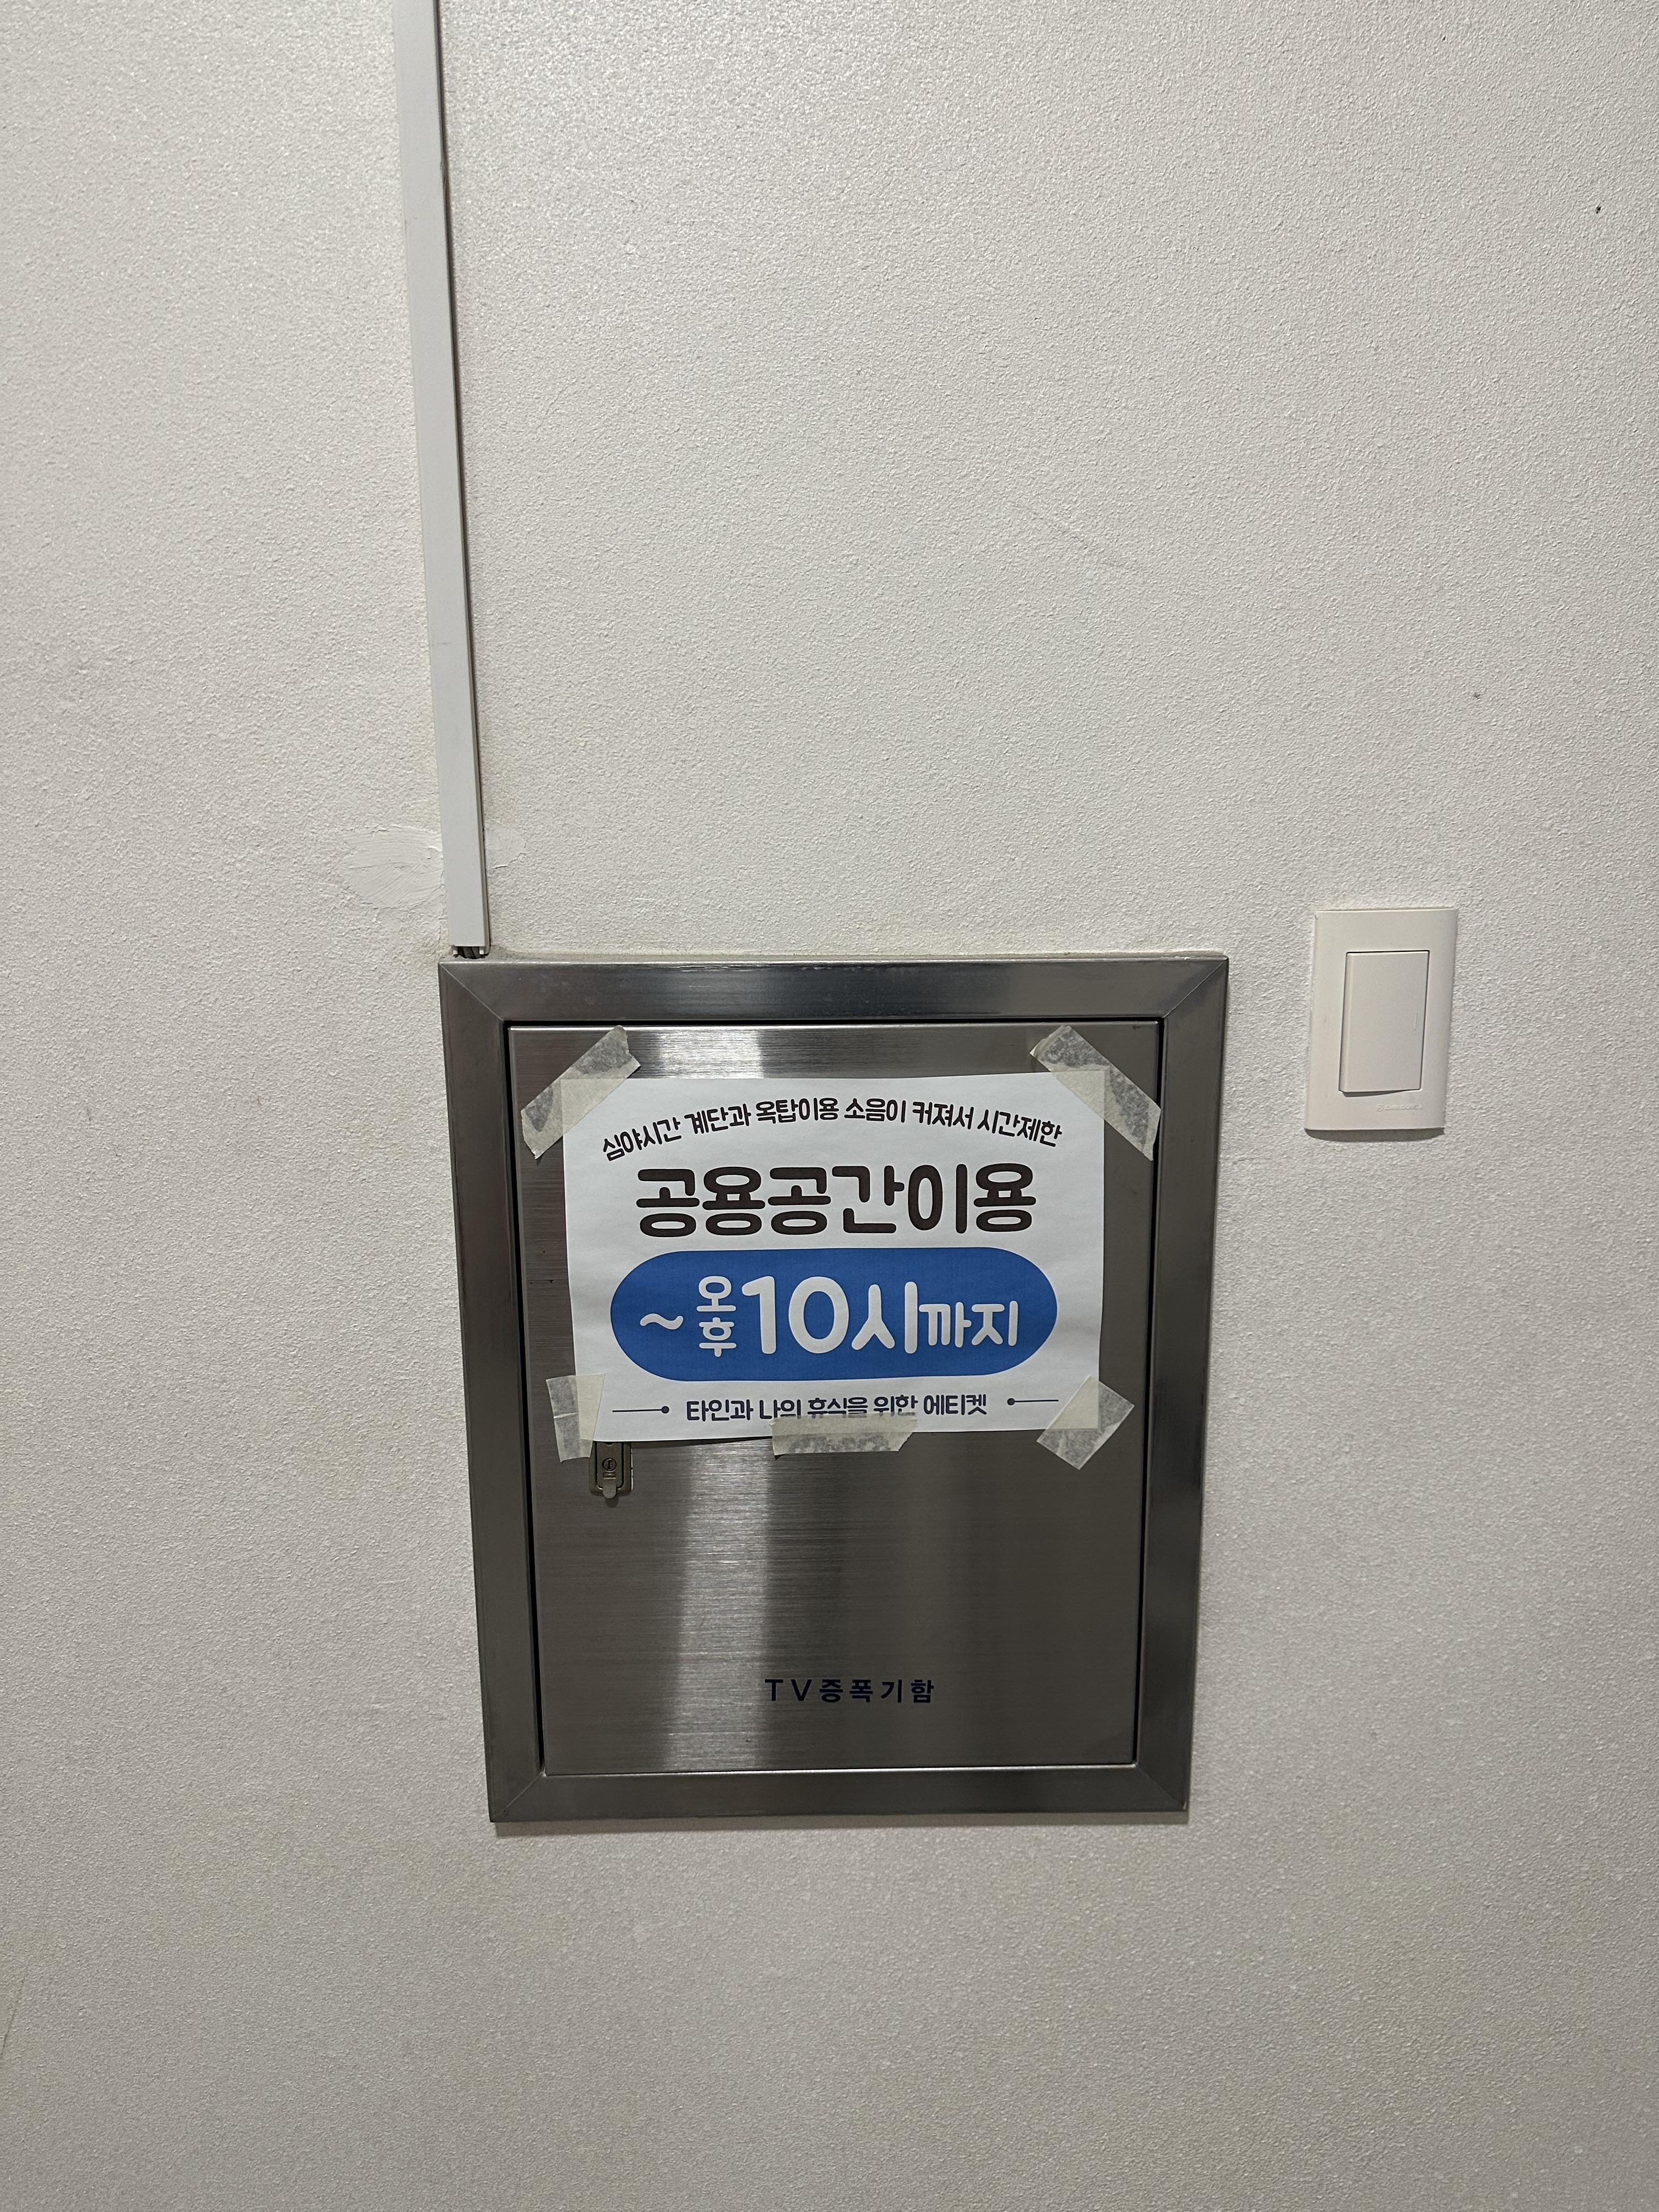 심야시간 계단과 옥탑이용 소음이 커져서 시간제한
공용공간이용
~오후10시까지
타인과 나의 휴식을 위한 에티켓
TV증폭기함